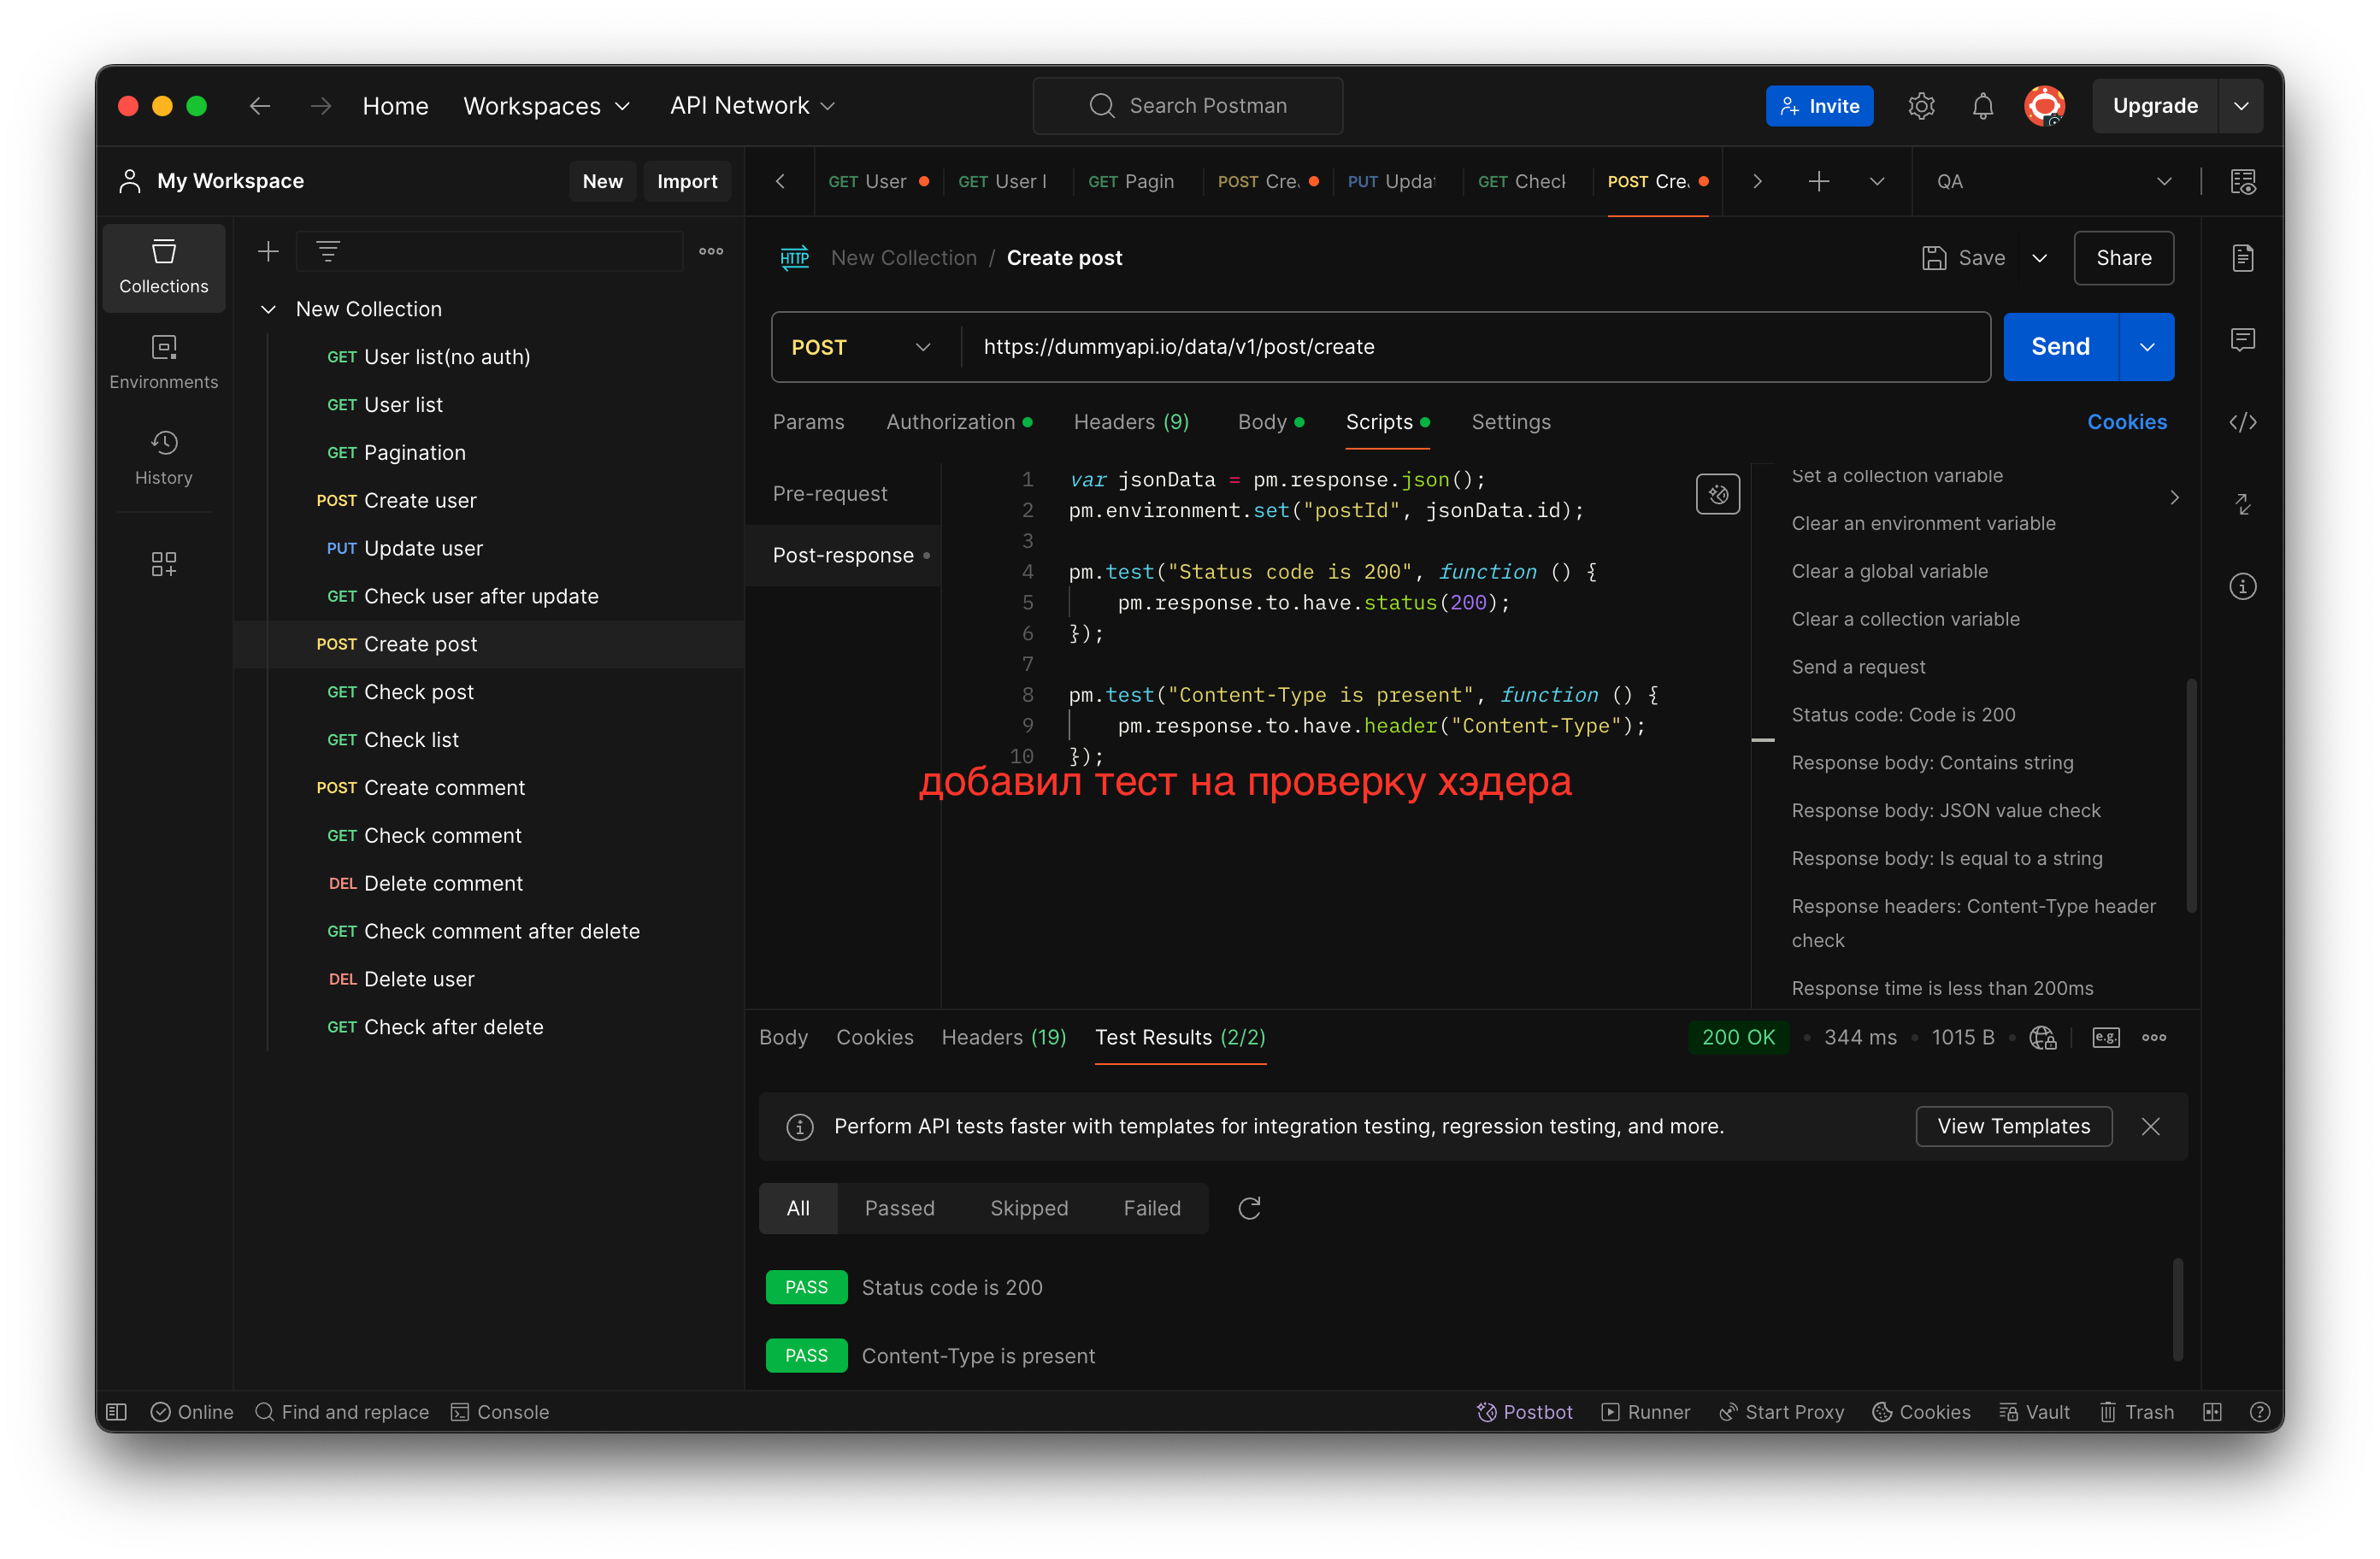 Home Workspaces API Network Search Postman Invite Upgrade
My Workspace New Import
GET User GET User l GET Pagin POST Cre. PUT Updat GET Check POST Cre. QA
Collections
Environments
History
New Collection
GET User list(no auth)
GET User list
GET Pagination
POST Create user
PUT Update user
GET Check user after update
POST Create post
GET Check post
GET Check list
POST Create comment
GET Check comment
DEL Delete comment
GET Check comment after delete
DEL Delete user
GET Check after delete
HTTP New Collection / Create post Save Share
POST https://dummyapi.io/data/v1/post/create Send
Params Authorization Headers (9) Body Scripts Settings Cookies
Pre-request
Post-response
1 var jsonData = pm.response.json();
2 pm.environment.set("postId", jsonData.id);
3
4 pm.test("Status code is 200", function () {
5 pm.response.to.have.status(200);
6 });
7
8 pm.test("Content-Type is present", function () {
9 pm.response.to.have.header("Content-Type");
10 });
добавил тест на проверку хэдера
Set a collection variable
Clear an environment variable
Clear a global variable
Clear a collection variable
Send a request
Status code: Code is 200
Response body: Contains string
Response body: JSON value check
Response body: Is equal to a string
Response headers: Content-Type header
check
Response time is less than 200ms
Body Cookies Headers (19) Test Results (2/2) 200 OK 344 ms 1015 B e.g.
Perform API tests faster with templates for integration testing, regression testing, and more. View Templates
All Passed Skipped Failed
PASS Status code is 200
PASS Content-Type is present
Online Find and replace Console Postbot Runner Start Proxy Cookies Vault Trash